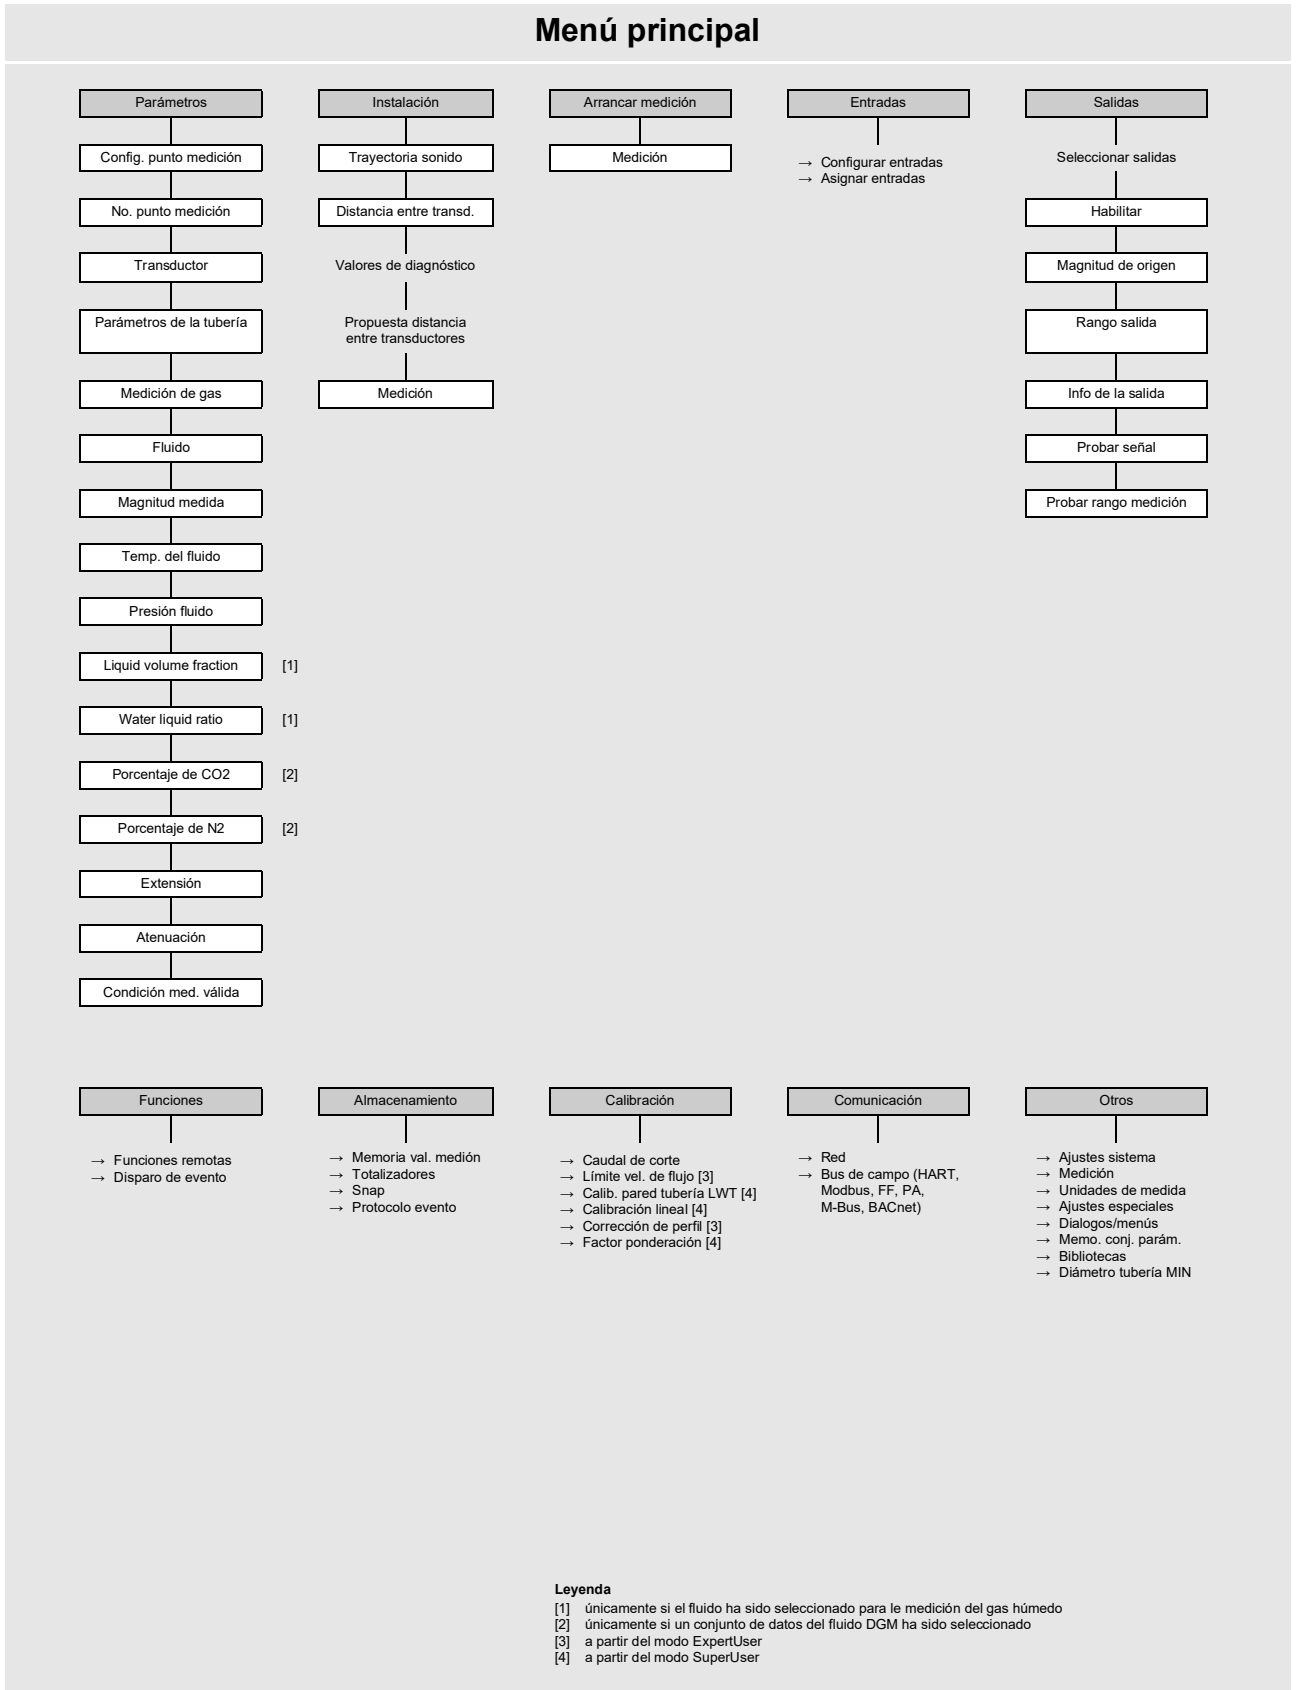 Menú principal
Parámetros
Config. punto medición
No. punto medición
Transductor
Parámetros de la tubería
Medición de gas
Fluido
Magnitud medida
Temp. del fluido
Presión fluido
Liquid volume fraction [1]
Water liquid ratio [1]
Porcentaje de CO2 [2]
Porcentaje de N2 [2]
Extensión
Atenuación
Condición med. válida
Instalación
Trayectoria sonido
Distancia entre transd.
Valores de diagnóstico
Propuesta distancia
entre transductores
Medición
Arrancar medición
Medición
Entradas
→ Configurar entradas
→ Asignar entradas
Salidas
Seleccionar salidas
Habilitar
Magnitud de origen
Rango salida
Info de la salida
Probar señal
Probar rango medición
Funciones
→ Funciones remotas
→ Disparo de evento
Almacenamiento
→ Memoria val. medión
→ Totalizadores
→ Snap
→ Protocolo evento
Calibración
→ Caudal de corte
→ Límite vel. de flujo [3]
→ Calib. pared tubería LWT [4]
→ Calibración lineal [4]
→ Corrección de perfil [3]
→ Factor ponderación [4]
Comunicación
→ Red
→ Bus de campo (HART,
Modbus, FF, PA,
M-Bus, BACnet)
Otros
→ Ajustes sistema
→ Medición
→ Unidades de medida
→ Ajustes especiales
→ Dialogos/menús
→ Memo. conj. parám.
→ Bibliotecas
→ Diámetro tubería MIN
Leyenda
[1] únicamente si el fluido ha sido seleccionado para le medición del gas húmedo
[2] únicamente si un conjunto de datos del fluido DGM ha sido seleccionado
[3] a partir del modo ExpertUser
[4] a partir del modo SuperUser